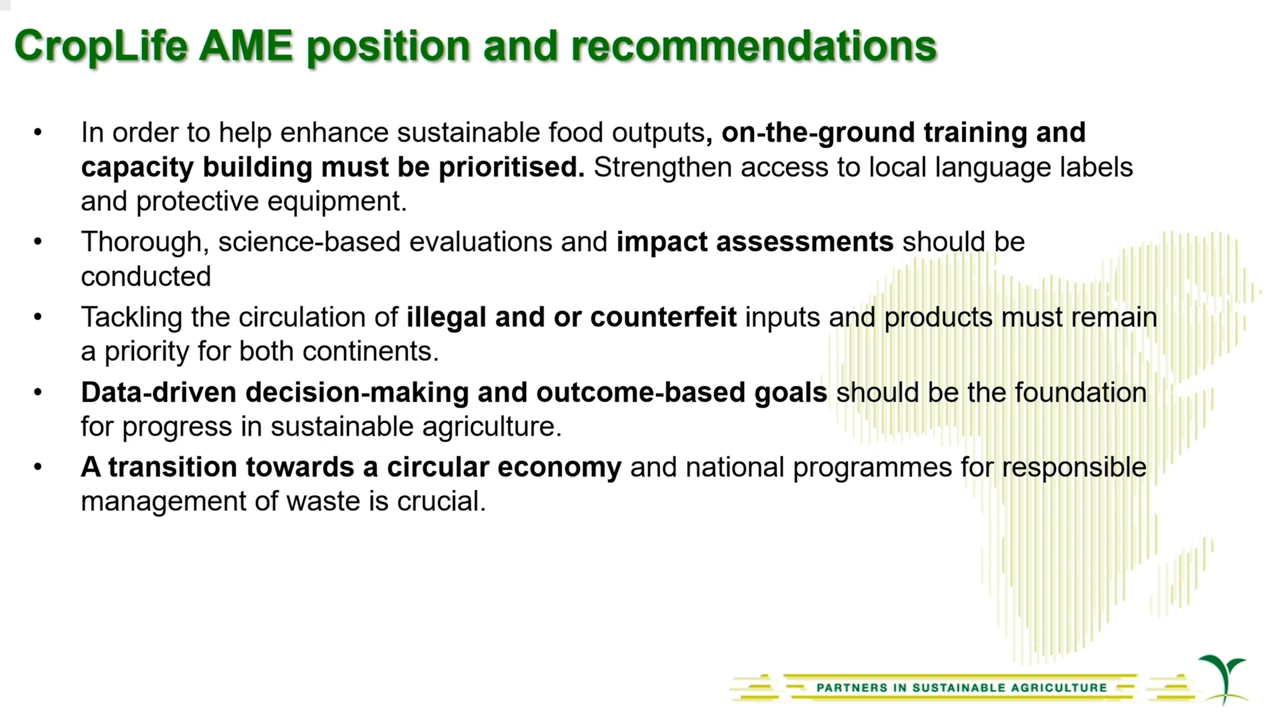 CropLife AME position and recommendations
• In order to help enhance sustainable food outputs, on-the-ground training and
capacity building must be prioritised. Strengthen access to local language labels
and protective equipment.
• Thorough, science-based evaluations and impact assessments should be
conducted
• Tackling the circulation of illegal and or counterfeit inputs and products must remain
a priority for both continents.
• Data-driven decision-making and outcome-based goals should be the foundation
for progress in sustainable agriculture.
• A transition towards a circular economy and national programmes for responsible
management of waste is crucial.
PARTNERS IN SUSTAINABLE AGRICULTURE